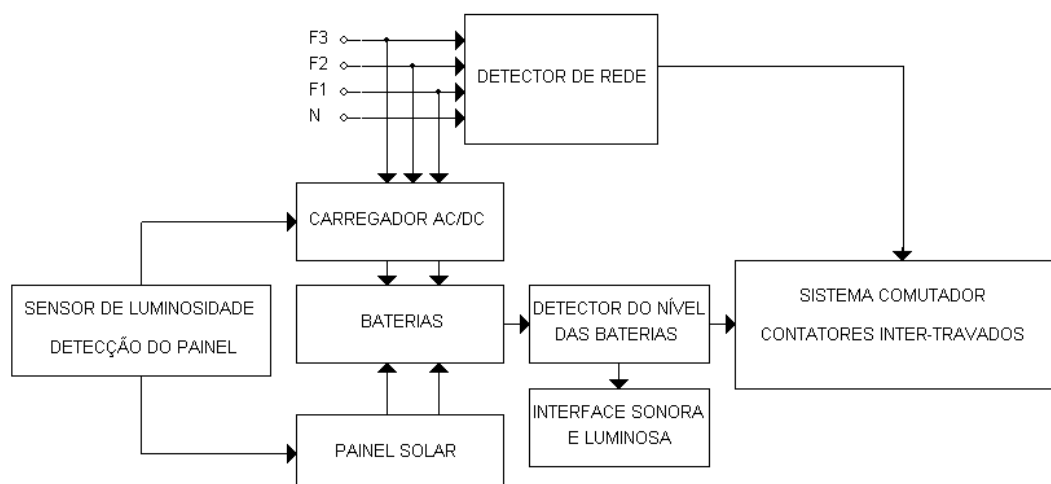 F3
F2
F1
N
DETECTOR DE REDE
CARREGADOR AC/DC
SENSOR DE LUMINOSIDADE
DETECÇÃO DO PAINEL
BATERIAS
DETECTOR DO NÍVEL
DAS BATERIAS
SISTEMA COMUTADOR
CONTATORES INTER-TRAVADOS
INTERFACE SONORA
E LUMINOSA
PAINEL SOLAR